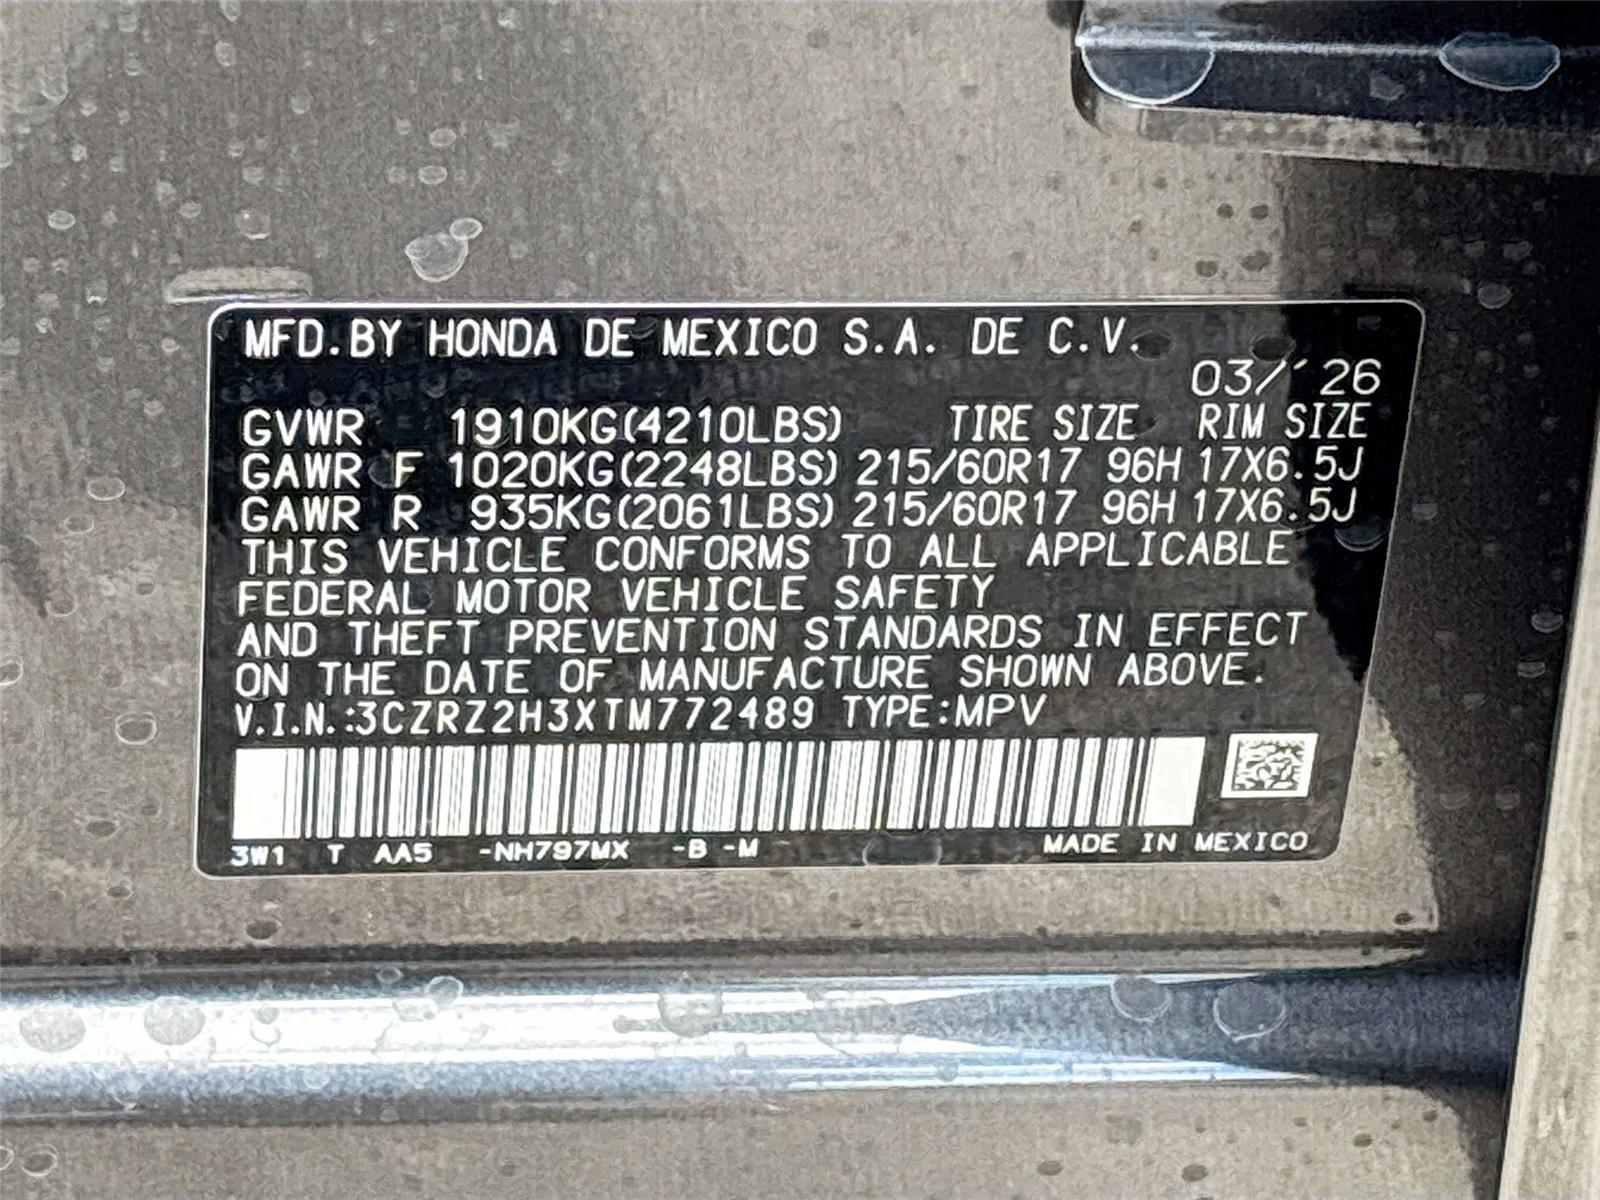 MFD.BY HONDA DE MEXICO S.A. DE C.V.
03/'26
GVWR 1910KG(4210LBS) TIRE SIZE RIM SIZE
GAWR F 1020KG(2248LBS) 215/60R17 96H 17X6.5J
GAWR R 935KG(2061LBS) 215/60R17 96H 17X6.5J
THIS VEHICLE CONFORMS TO ALL APPLICABLE
FEDERAL MOTOR VEHICLE SAFETY
AND THEFT PREVENTION STANDARDS IN EFFECT
ON THE DATE OF MANUFACTURE SHOWN ABOVE.
V.I.N.:3CZRZ2H3XTM772489 TYPE:MPV
3W1 T AA5 -NH797MX -B -M MADE IN MEXICO